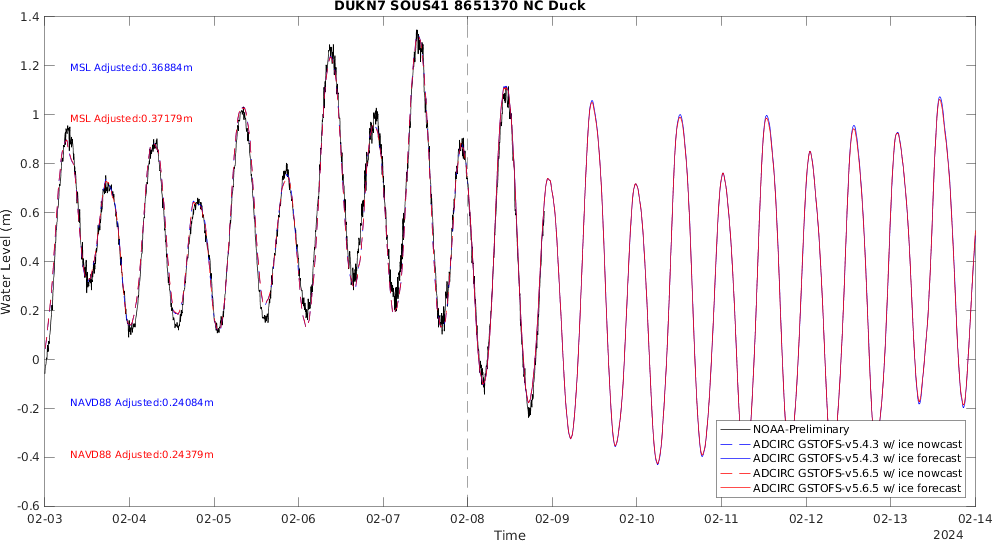 DUKN7 SOUS41 8651370 NC Duck
Water Level (m)
1.4
1.2
1
0.8
0.6
0.4
0.2
0
-0.2
-0.4
-0.6
MSL Adjusted:0.36884m
MSL Adjusted:0.37179m
NAVD88 Adjusted:0.24084m
NAVD88 Adjusted:0.24379m
NOAA-Preliminary
ADCIRC GSTOFS-v5.4.3 w/ ice nowcast
ADCIRC GSTOFS-v5.4.3 w/ ice forecast
ADCIRC GSTOFS-v5.6.5 w/ ice nowcast
ADCIRC GSTOFS-v5.6.5 w/ ice forecast
02-03 02-04 02-05 02-06 02-07 02-08 02-09 02-10 02-11 02-12 02-13 02-14
Time
2024